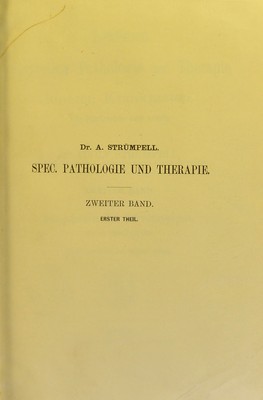 Dr. A. STRÜMPELL.
SPEC. PATHOLOGIE UND THERAPIE.
ZWEITER BAND.
ERSTER THEIL.